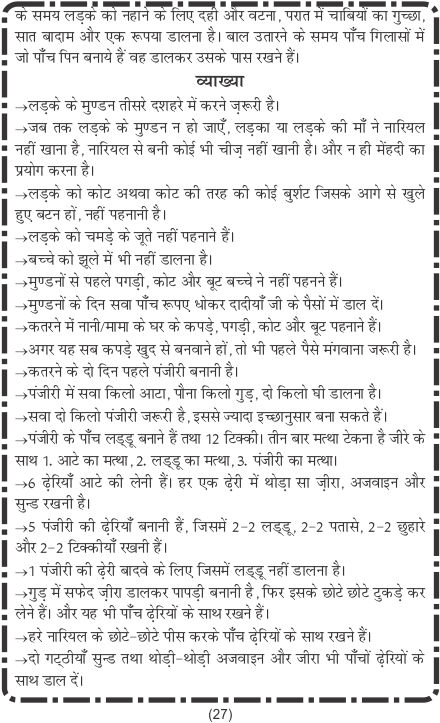 के समय लड़के को नहाने के लिए दही और वटना, परात में चाबियों का गुच्छा,
सात बादाम और एक रूपया डालना है। बाल उतारने के समय पाँच गिलासों में
जो पाँच पिन बनाये हैं वह डालकर उसके पास रखने हैं।
व्याख्या
→लड़के के मुण्डन तीसरे दशहरे में करने ज़रूरी है।
→जब तक लड़के के मुण्डन न हो जाएँ, लड़का या लड़के की माँ ने नारियल
नहीं खाना है, नारियल से बनी कोई भी चीज़ नहीं खानी है। और न ही मेंहदी का
प्रयोग करना है।
→लड़के को कोट अथवा कोट की तरह की कोई बुर्शट जिसके आगे से खुले
हुए बटन हों, नहीं पहनानी है।
→लड़के को चमड़े के जूते नहीं पहनाने हैं।
→बच्चे को झूले में भी नहीं डालना है।
→मुण्डनों से पहले पगड़ी, कोट और बूट बच्चे ने नहीं पहनने हैं।
→मुण्डनों के दिन सवा पाँच रूपए धोकर दादीयाँ जी के पैसों में डाल दें।
→कतरने में नानी/मामा के घर के कपड़े, पगड़ी, कोट और बूट पहनाने हैं।
→अगर यह सब कपड़े खुद से बनवाने हों, तो भी पहले पैसे मंगवाना जरूरी है।
→कतरने के दो दिन पहले पंजीरी बनानी है।
→पंजीरी में सवा किलो आटा, पौना किलो गुड़, दो किलो घी डालना है।
→सवा दो किलो पंजीरी जरूरी है, इससे ज्यादा इच्छानुसार बना सकते हैं।
→पंजीरी के पाँच लड्डू बनाने हैं तथा 12 टिक्की। तीन बार मत्था टेकना है जीरे के
साथ 1. आटे का मत्था, 2. लड्डू का मत्था, 3. पंजीरी का मत्था।
→6 ढ़ेरियाँ आटे की लेनी हैं। हर एक ढ़ेरी में थोड़ा सा ज़ीरा, अजवाइन और
सुन्ड रखनी है।
→5 पंजीरी की ढ़ेरियाँ बनानी हैं, जिसमें 2-2 लड्डू, 2-2 पतासे, 2-2 छुहारे
और 2-2 टिक्कीयाँ रखनी हैं।
→1 पंजीरी की ढ़ेरी बादवे के लिए जिसमें लड्डू नहीं डालना है।
→गुड़ में सफेद ज़ीरा डालकर पापड़ी बनानी है, फिर इसके छोटे छोटे टुकड़े कर
लेने हैं। और यह भी पाँच ढ़ेरियों के साथ रखने हैं।
→हरे नारियल के छोटे-छोटे पीस करके पाँच ढ़ेरियों के साथ रखने हैं।
→दो गट्ठीयाँ सुन्ड तथा थोड़ी-थोड़ी अजवाइन और जीरा भी पाँचों ढ़ेरियों के
साथ डाल दें।
(27)